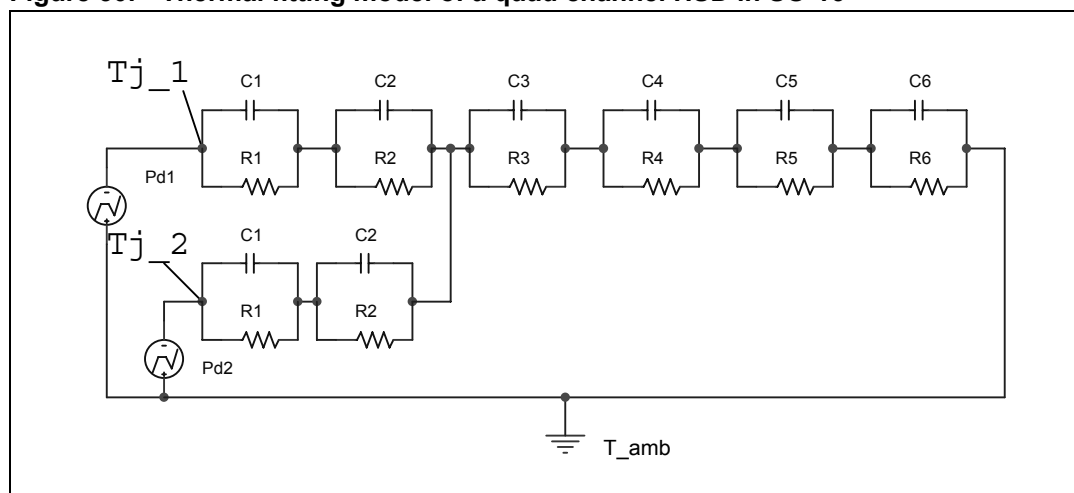 Figure Thermal fitting model of a quad channel HSD in SO-16
Tj_1
C1
C2
C3
C4
C5
C6
R1
R2
R3
R4
R5
R6
Pd1
Tj_2
C1
C2
R1
R2
Pd2
T_amb